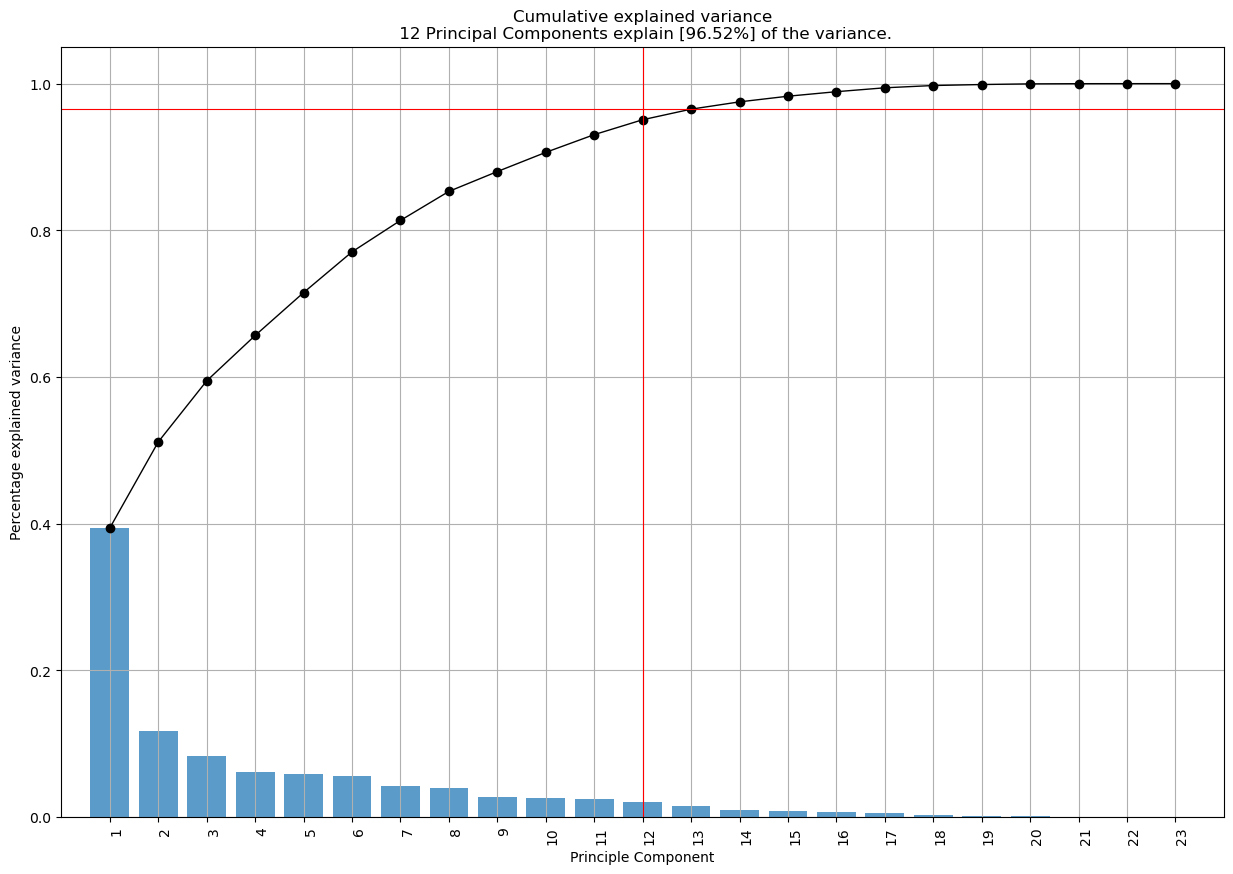 Cumulative explained variance
12 Principal Components explain [96.52%] of the variance.
Percentage explained variance
1.0
0.8
0.6
0.4
0.2
0.0
1 2 3 4 5 6 7 8 9 10 11 12 13 14 15 16 17 18 19 20 21 22 23
Principle Component